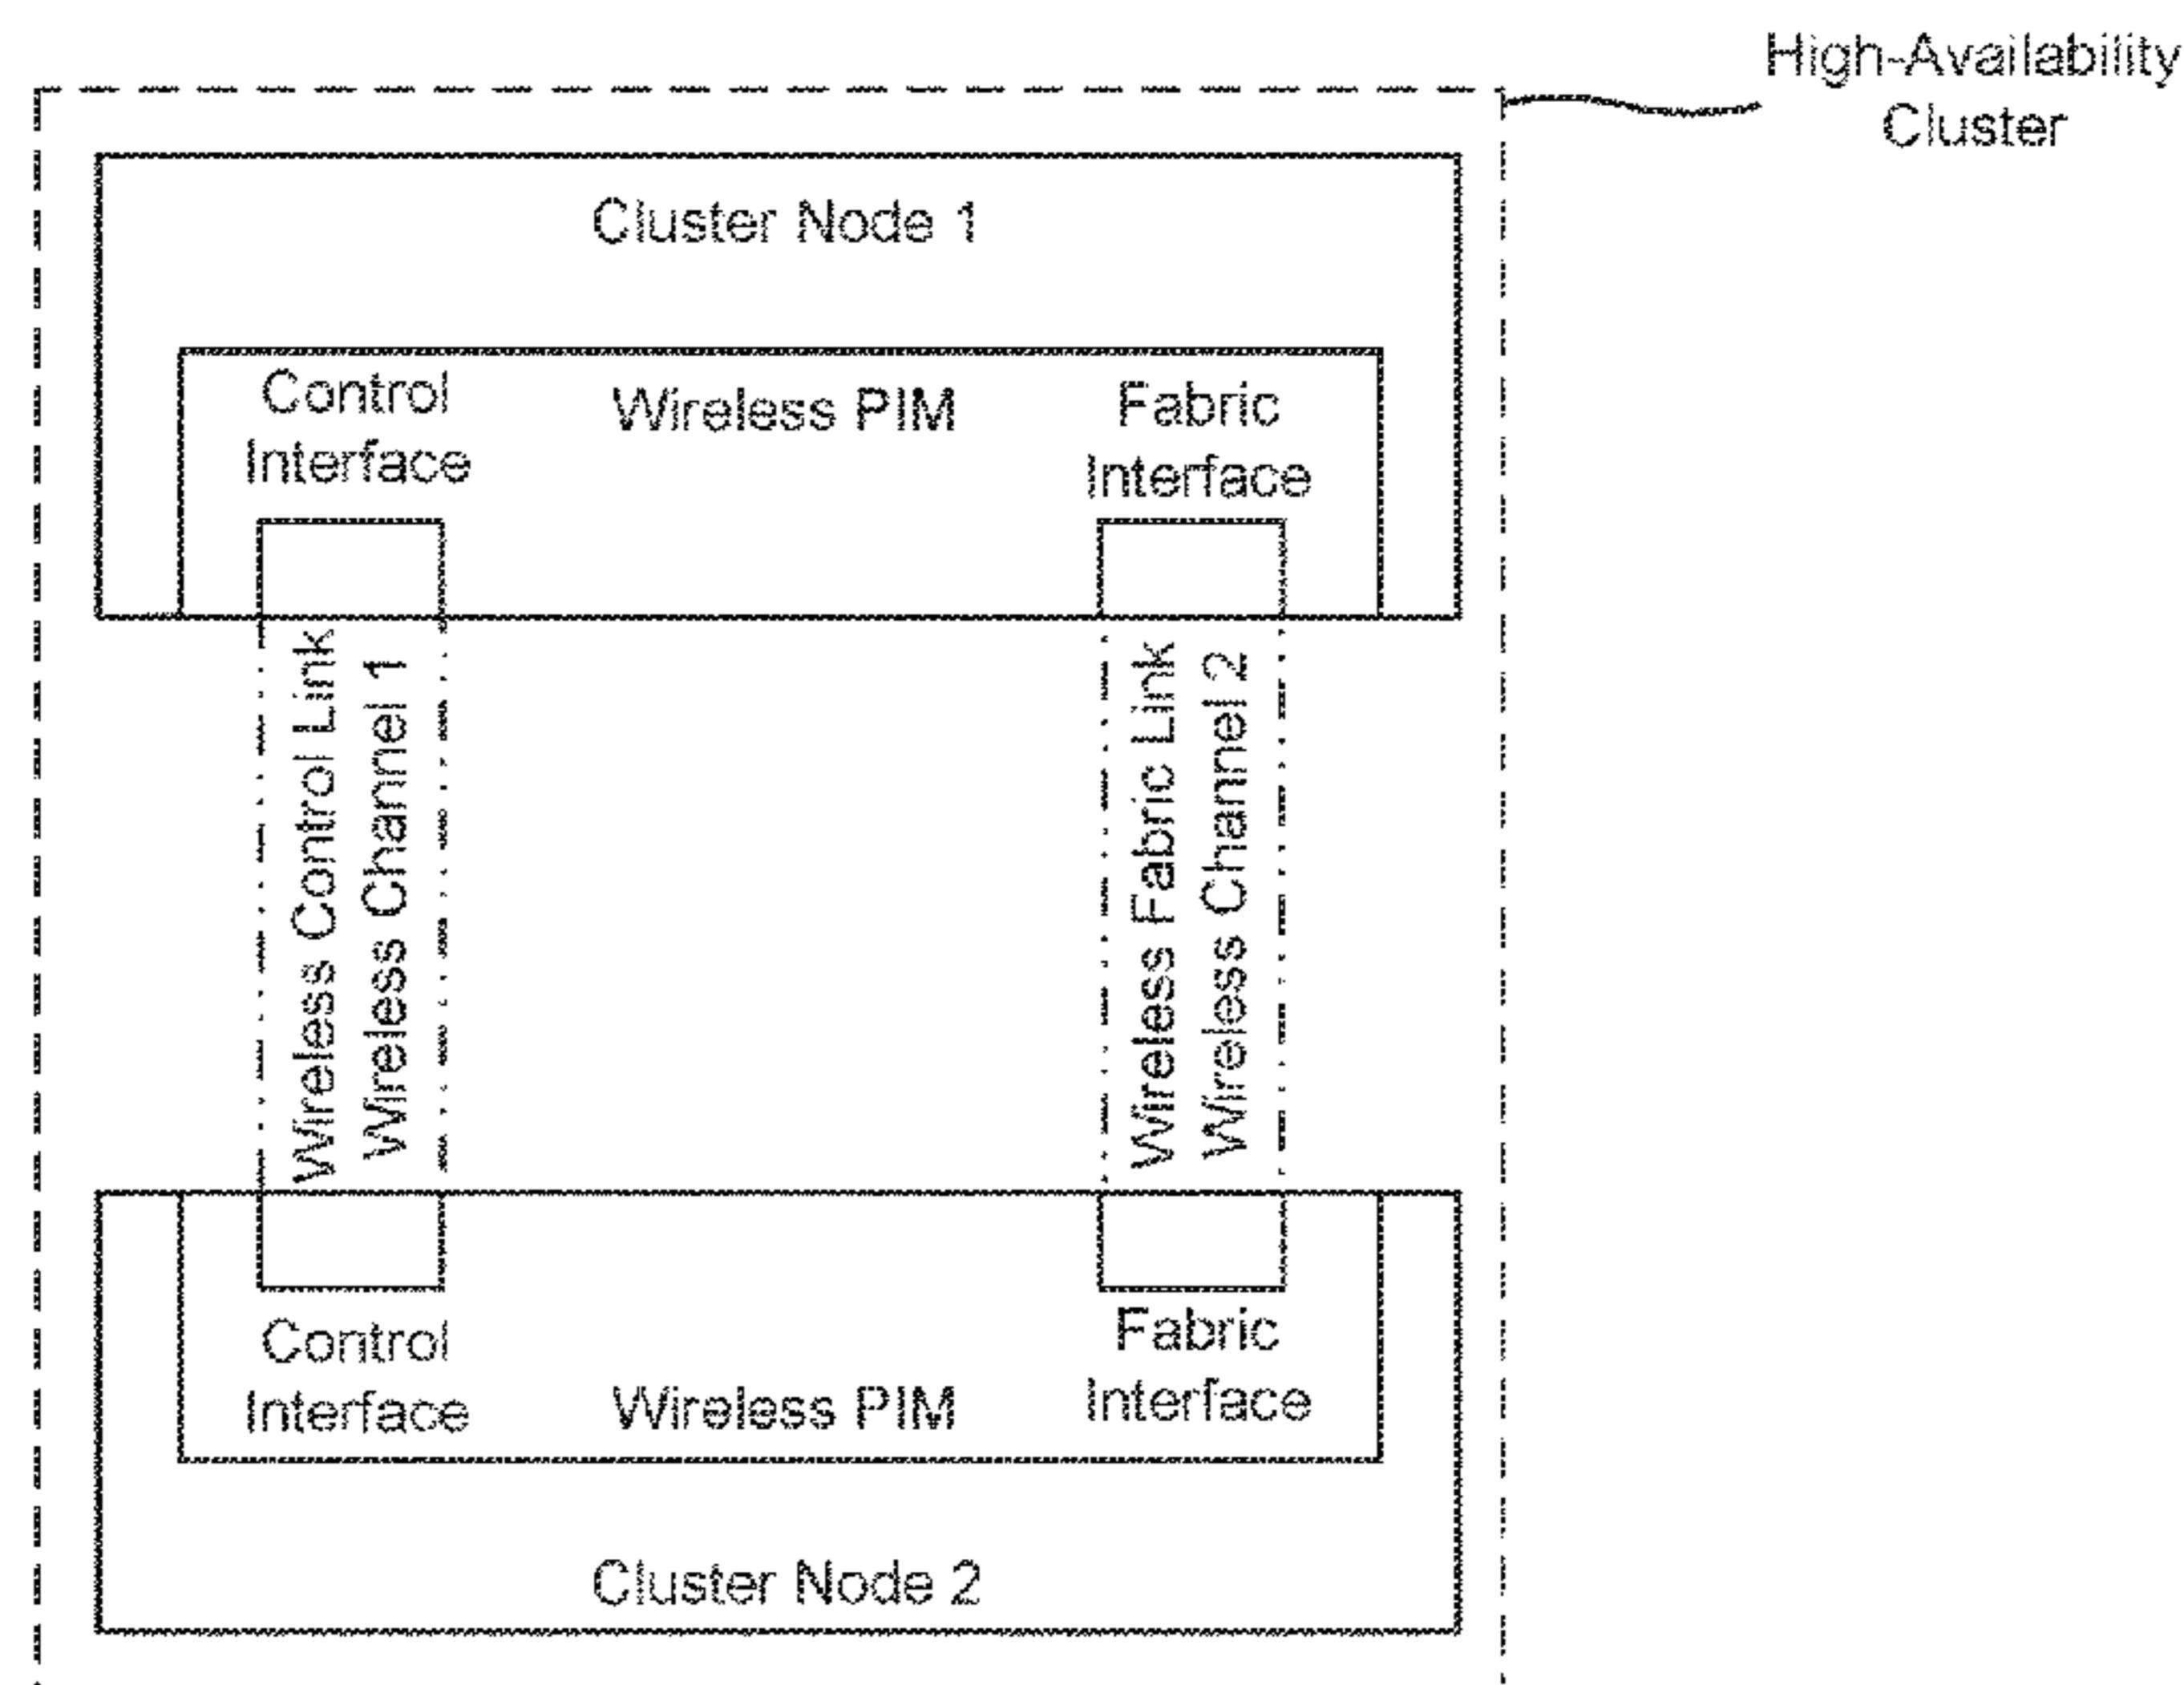 High-Availability
Cluster
Cluster Node 1
Control
Interface
Wireless PIM
Fabric
Interface
Wireless Control Link
Wireless Channel 1
Wireless Fabric Link
Wireless Channel 2
Control
Interface
Wireless PIM
Fabric
Interface
Cluster Node 2